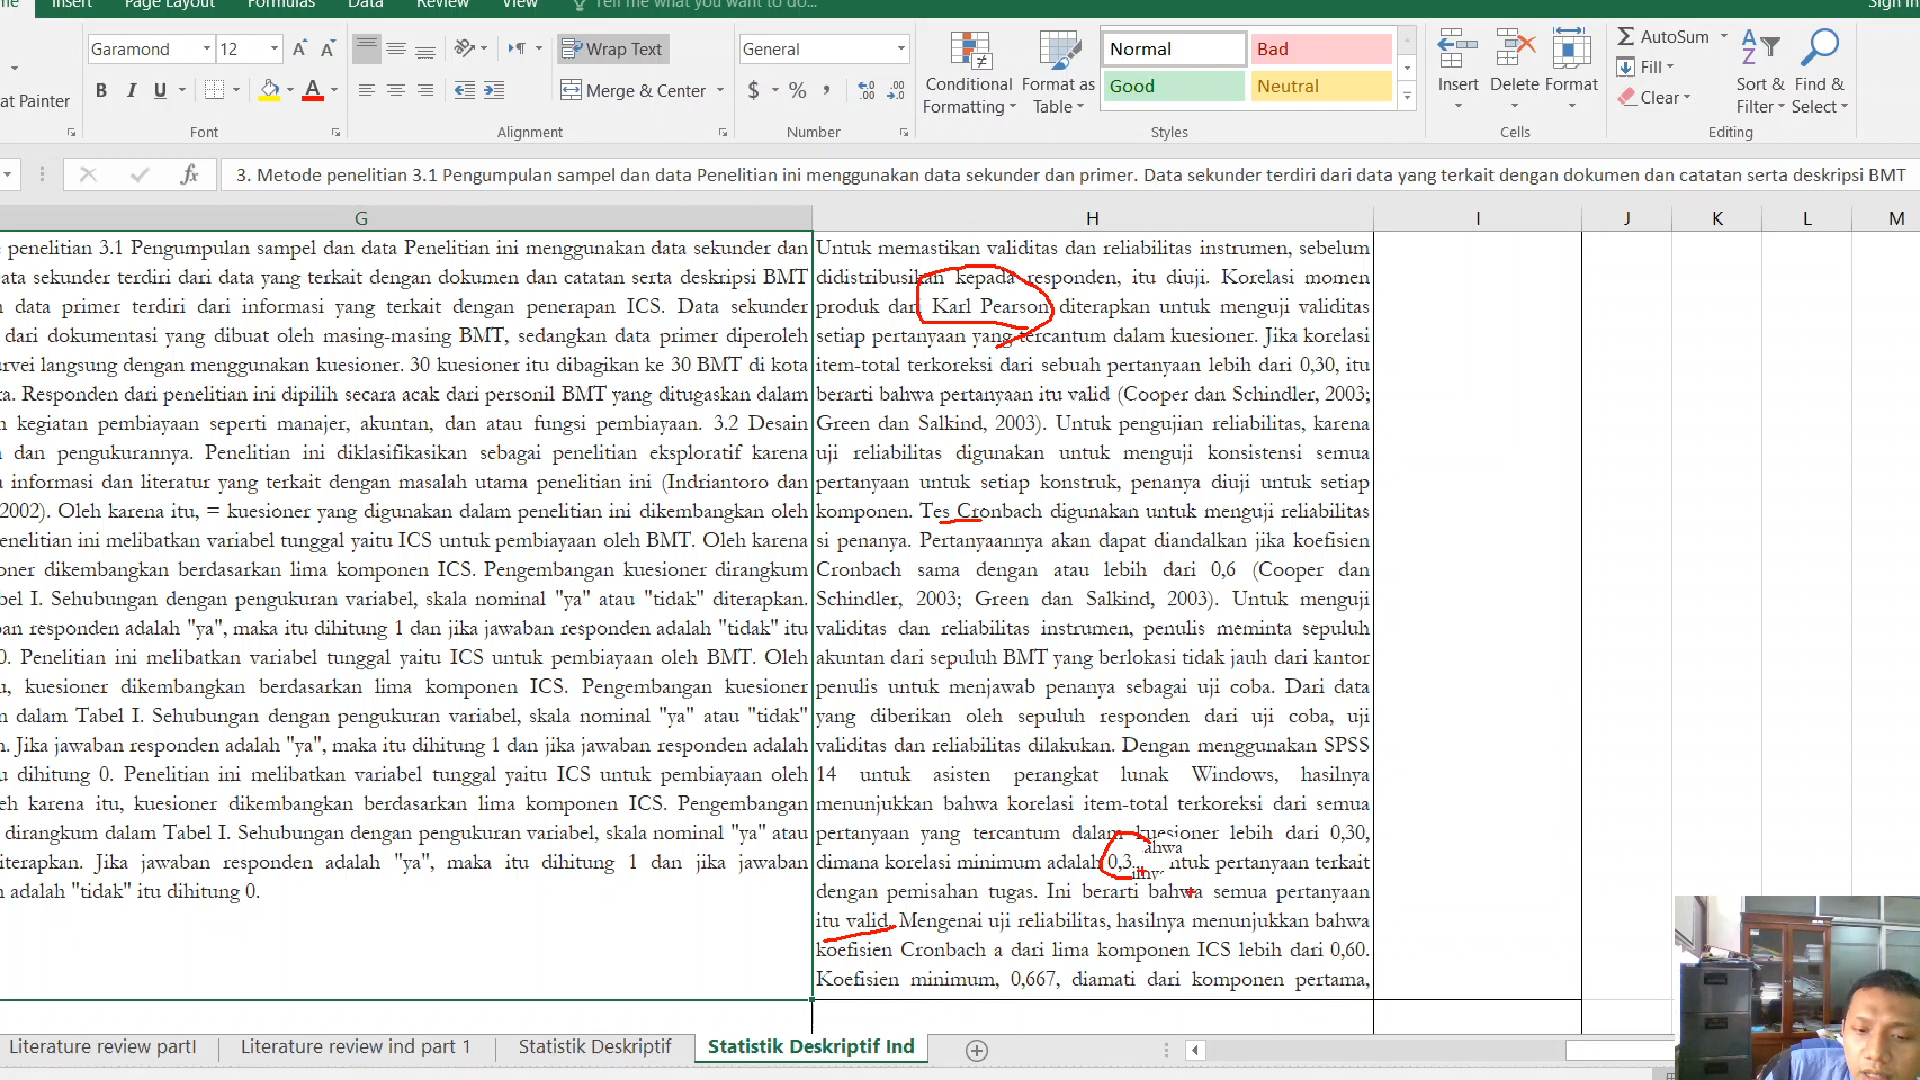 Insert Page Layout Formulas Data Review View Tell me what you want to do... Sign in
Garamond 12 Wrap Text General Normal Bad AutoSum
at Painter B I U Merge & Center $ % , Conditional Formatting Format as Table Good Neutral Insert Delete Format Fill Clear Sort & Filter Find & Select
Font Alignment Number Styles Cells Editing
fx 3. Metode penelitian 3.1 Pengumpulan sampel dan data Penelitian ini menggunakan data sekunder dan primer. Data sekunder terdiri dari data yang terkait dengan dokumen dan catatan serta deskripsi BMT
G H I J K L M
penelitian 3.1 Pengumpulan sampel dan data Penelitian ini menggunakan data sekunder dan
ata sekunder terdiri dari data yang terkait dengan dokumen dan catatan serta deskripsi BMT
data primer terdiri dari informasi yang terkait dengan penerapan ICS. Data sekunder
dari dokumentasi yang dibuat oleh masing-masing BMT, sedangkan data primer diperoleh
rvei langsung dengan menggunakan kuesioner. 30 kuesioner itu dibagikan ke 30 BMT di kota
a. Responden dari penelitian ini dipilih secara acak dari personil BMT yang ditugaskan dalam
kegiatan pembiayaan seperti manajer, akuntan, dan atau fungsi pembiayaan. 3.2 Desain
dan pengukurannya. Penelitian ini diklasifikasikan sebagai penelitian eksploratif karena
informasi dan literatur yang terkait dengan masalah utama penelitian ini (Indriantoro dan
2002). Oleh karena itu, = kuesioner yang digunakan dalam penelitian ini dikembangkan oleh
enelitian ini melibatkan variabel tunggal yaitu ICS untuk pembiayaan oleh BMT. Oleh karena
oner dikembangkan berdasarkan lima komponen ICS. Pengembangan kuesioner dirangkum
bel I. Sehubungan dengan pengukuran variabel, skala nominal "ya" atau "tidak" diterapkan.
an responden adalah "ya", maka itu dihitung 1 dan jika jawaban responden adalah "tidak" itu
0. Penelitian ini melibatkan variabel tunggal yaitu ICS untuk pembiayaan oleh BMT. Oleh
u, kuesioner dikembangkan berdasarkan lima komponen ICS. Pengembangan kuesioner
dalam Tabel I. Sehubungan dengan pengukuran variabel, skala nominal "ya" atau "tidak"
n. Jika jawaban responden adalah "ya", maka itu dihitung 1 dan jika jawaban responden adalah
u dihitung 0. Penelitian ini melibatkan variabel tunggal yaitu ICS untuk pembiayaan oleh
eh karena itu, kuesioner dikembangkan berdasarkan lima komponen ICS. Pengembangan
dirangkum dalam Tabel I. Sehubungan dengan pengukuran variabel, skala nominal "ya" atau
iterapkan. Jika jawaban responden adalah "ya", maka itu dihitung 1 dan jika jawaban
n adalah "tidak" itu dihitung 0.
Untuk memastikan validitas dan reliabilitas instrumen, sebelum
didistribusikan kepada responden, itu diuji. Korelasi momen
produk dari Karl Pearson diterapkan untuk menguji validitas
setiap pertanyaan yang tercantum dalam kuesioner. Jika korelasi
item-total terkoreksi dari sebuah pertanyaan lebih dari 0,30, itu
berarti bahwa pertanyaan itu valid (Cooper dan Schindler, 2003;
Green dan Salkind, 2003). Untuk pengujian reliabilitas, karena
uji reliabilitas digunakan untuk menguji konsistensi semua
pertanyaan untuk setiap konstruk, penanya diuji untuk setiap
komponen. Tes Cronbach digunakan untuk menguji reliabilitas
si penanya. Pertanyaannya akan dapat diandalkan jika koefisien
Cronbach sama dengan atau lebih dari 0,6 (Cooper dan
Schindler, 2003; Green dan Salkind, 2003). Untuk menguji
validitas dan reliabilitas instrumen, penulis meminta sepuluh
akuntan dari sepuluh BMT yang berlokasi tidak jauh dari kantor
penulis untuk menjawab penanya sebagai uji coba. Dari data
yang diberikan oleh sepuluh responden dari uji coba, uji
validitas dan reliabilitas dilakukan. Dengan menggunakan SPSS
14 untuk asisten perangkat lunak Windows, hasilnya
menunjukkan bahwa korelasi item-total terkoreksi dari semua
pertanyaan yang tercantum dalam kuesioner lebih dari 0,30,
dimana korelasi minimum adalah 0,3 ntuk pertanyaan terkait
dengan pemisahan tugas. Ini berarti bahwa semua pertanyaan
itu valid. Mengenai uji reliabilitas, hasilnya menunjukkan bahwa
koefisien Cronbach a dari lima komponen ICS lebih dari 0,60.
Koefisien minimum, 0,667, diamati dari komponen pertama,
Literature review partI Literature review ind part 1 Statistik Deskriptif Statistik Deskriptif Ind